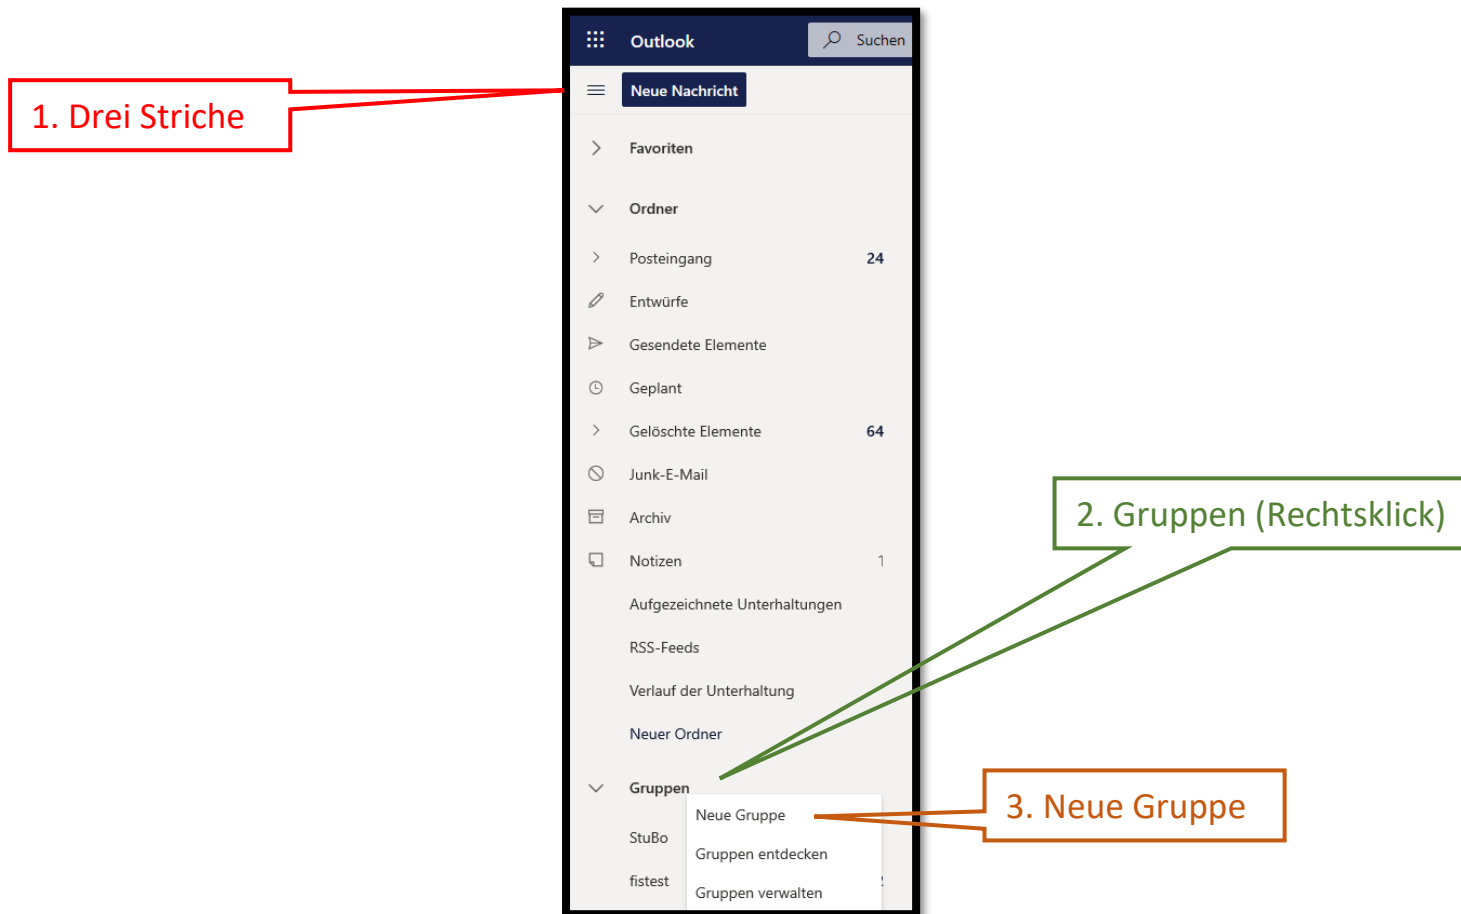 Outlook
Suchen
1. Drei Striche
Neue Nachricht
Favoriten
Ordner
Posteingang 24
Entwürfe
Gesendete Elemente
Geplant
Gelöschte Elemente 64
Junk-E-Mail
2. Gruppen (Rechtsklick)
Archiv
Notizen 1
Aufgezeichnete Unterhaltungen
RSS-Feeds
Verlauf der Unterhaltung
Neuer Ordner
Gruppen
3. Neue Gruppe
Neue Gruppe
StuBo
Gruppen entdecken
fistest
Gruppen verwalten